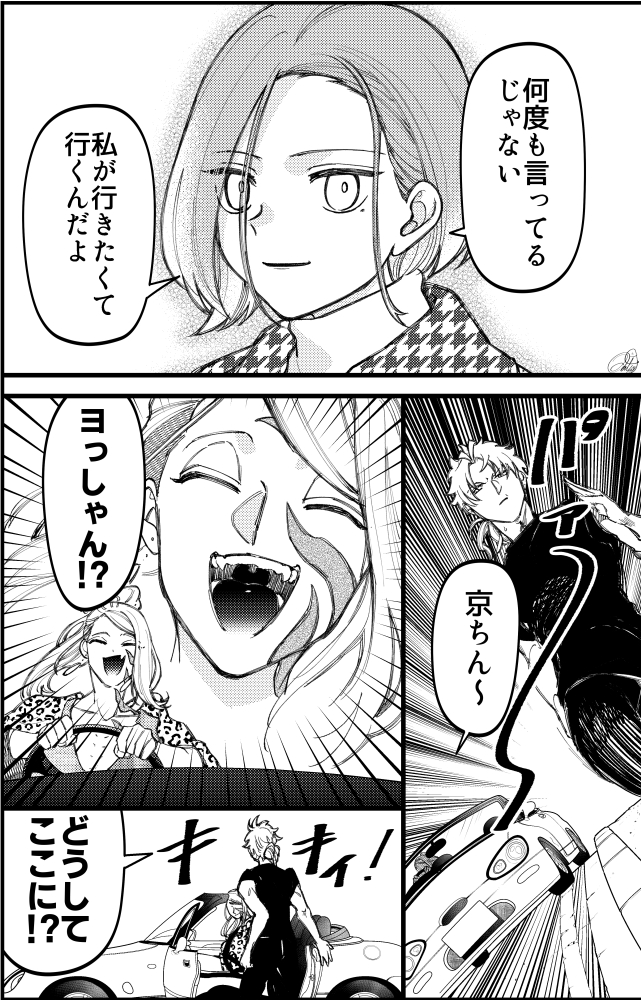 何度も言ってる
じゃない
私が行きたくて
行くんだよ
パァー
京ちん〜
ヨっしゃん!?
キキィ!
どうして
ここに!?